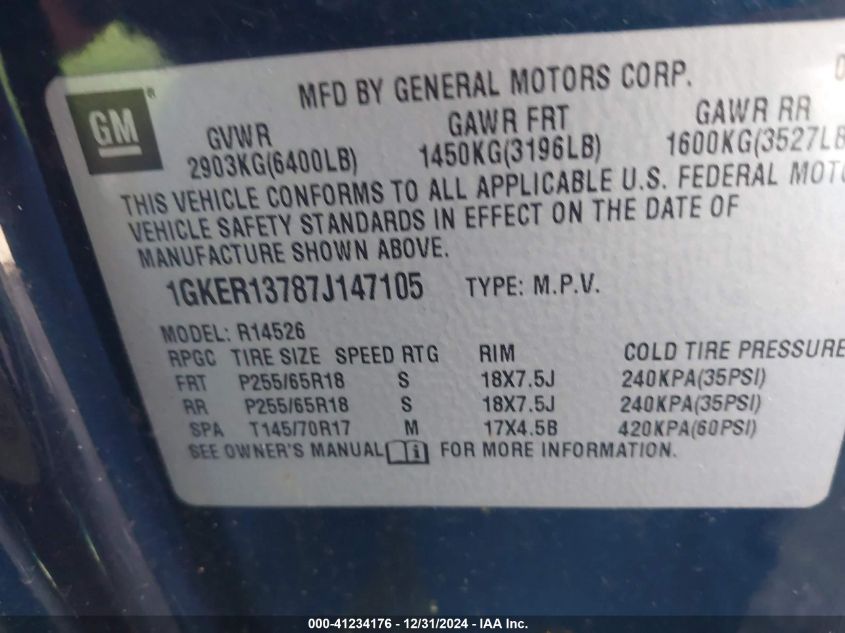 MFD BY GENERAL MOTORS CORP. 0
GM ®
GVWR GAWR FRT GAWR RR
2903KG(6400LB) 1450KG(3196LB) 1600KG(3527LB
THIS VEHICLE CONFORMS TO ALL APPLICABLE U.S. FEDERAL MOTO
VEHICLE SAFETY STANDARDS IN EFFECT ON THE DATE OF
MANUFACTURE SHOWN ABOVE.
1GKER13787J147105 TYPE: M.P.V.
MODEL: R14526
RPGC TIRE SIZE SPEED RTG RIM COLD TIRE PRESSURE
FRT P255/65R18 S 18X7.5J 240KPA(35PSI)
RR P255/65R18 S 18X7.5J 240KPA(35PSI)
SPA T145/70R17 M 17X4.5B 420KPA(60PSI)
SEE OWNER'S MANUAL i FOR MORE INFORMATION.
000-41234176 - 12/31/2024 - IAA Inc.